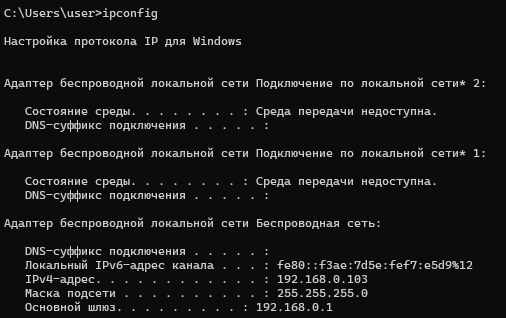 C:\Users\user>ipconfig
Настройка протокола IP для Windows
Адаптер беспроводной локальной сети Подключение по локальной сети* 2:
Состояние среды. . . . . . . . : Среда передачи недоступна.
DNS-суффикс подключения . . . . . :
Адаптер беспроводной локальной сети Подключение по локальной сети* 1:
Состояние среды. . . . . . . . : Среда передачи недоступна.
DNS-суффикс подключения . . . . . :
Адаптер беспроводной локальной сети Беспроводная сеть:
DNS-суффикс подключения . . . . . :
Локальный IPv6-адрес канала . . . : fe80::f3ae:7d5e:fef7:e5d9%12
IPv4-адрес. . . . . . . . . . . . : 192.168.0.103
Маска подсети . . . . . . . . . . : 255.255.255.0
Основной шлюз. . . . . . . . . : 192.168.0.1